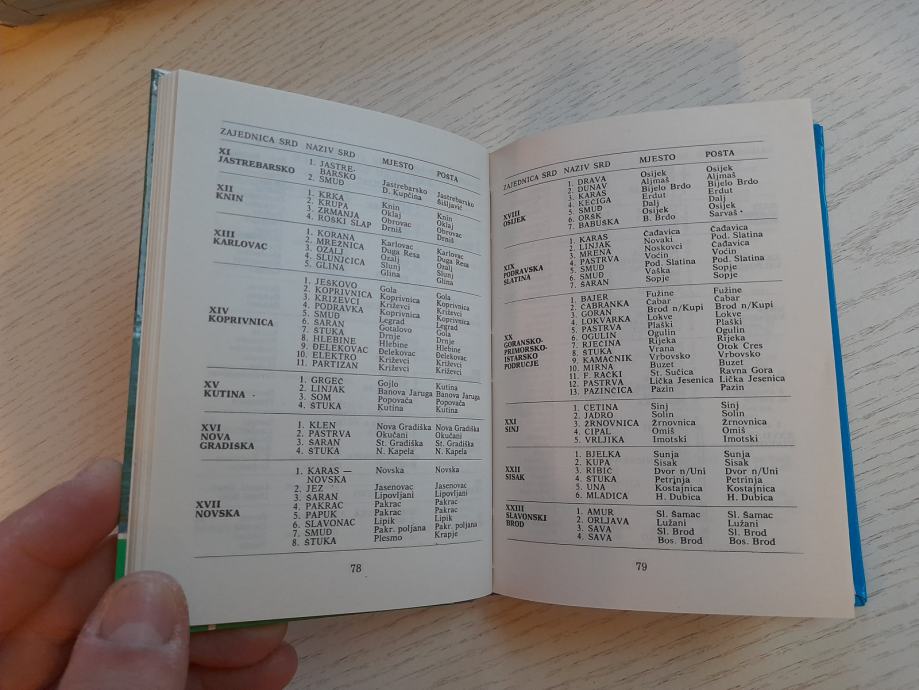 ZAJEDNICA SRD NAZIV SRD MJESTO POŠTA
XI
JASTREBARSKO
1. JASTRE-
BARSKO Jastrebarsko Jastrebarsko
2. SMUĐ D. Kupčina Šišljavić
XII
KNIN
1. KRKA Knin Knin
2. KRUPA Oklaj Oklaj
3. ZRMANJA Obrovac Obrovac
4. ROŠKI SLAP Drniš Drniš
XIII
KARLOVAC
1. KORANA Karlovac Karlovac
2. MREŽNICA Duga Resa Duga Resa
3. OZALJ Ozalj Ozalj
4. SLUNJČICA Slunj Slunj
5. GLINA Glina Glina
XIV
KOPRIVNICA
1. JEŠKOVO Gola Gola
2. KOPRIVNICA Koprivnica Koprivnica
3. KRIŽEVCI Križevci Križevci
4. PODRAVKA Koprivnica Koprivnica
5. SMUĐ Legrad Legrad
6. ŠARAN Gotalovo Gola
7. ŠTUKA Drnje Drnje
8. HLEBINE Hlebine Hlebine
9. ĐELEKOVAC Đelekovac Đelekovac
10. ELEKTRO Križevci Križevci
11. PARTIZAN Križevci Križevci
XV
KUTINA
1. GRGEČ Gojlo Kutina
2. LINJAK Banova Jaruga Banova Jaruga
3. SOM Popovača Popovača
4. ŠTUKA Kutina Kutina
XVI
NOVA
GRADIŠKA
1. KLEN Nova Gradiška Nova Gradiška
2. PASTRVA Okučani Okučani
3. ŠARAN St. Gradiška St. Gradiška
4. ŠTUKA N. Kapela N. Kapela
XVII
NOVSKA
1. KARAS — Novska Novska
NOVSKA
2. JEZ Jasenovac Jasenovac
3. ŠARAN Lipovljani Lipovljani
4. PAKRAC Pakrac Pakrac
5. PAPUK Pakrac Pakrac
6. SLAVONAC Lipik Lipik
7. SMUĐ Pakr. poljana Pakr. poljana
8. ŠTUKA Plesmo Krapje
78
ZAJEDNICA SRD NAZIV SRD MJESTO POŠTA
XVIII
OSIJEK
1. DRAVA Osijek Osijek
2. DUNAV Aljmaš Aljmaš
3. KARAS Bijelo Brdo Bijelo Brdo
4. KEČIGA Erdut Erdut
5. SMUĐ Dalj Dalj
6. ORŠK Osijek Osijek
7. BABUŠKA B. Brdo Sarvaš
XIX
PODRAVSKA
SLATINA
1. KARAS Čađavica Čađavica
2. LINJAK Novaki Pod. Slatina
3. MRENA Noskovci Čađavica
4. PASTRVA Voćin Voćin
5. SMUĐ Pod. Slatina Pod. Slatina
6. SMUĐ Vaška Sopje
7. ŠARAN Sopje
XX
GORANSKO-
PRIMORSKO-
ISTARSKO
PODRUČJE
1. BAJER Fužine Fužine
2. ČABRANKA Čabar Čabar
3. GORAN Brod n/Kupi Brod n/Kupi
4. LOKVARKA Lokve Lokve
5. PASTRVA Plaški Plaški
6. OGULIN Ogulin Ogulin
7. RJEČINA Rijeka Rijeka
8. ŠTUKA Vrana Otok Cres
9. KAMAČNIK Vrbovsko Vrbovsko
10. MIRNA Buzet Buzet
11. F. RAČKI St. Sušica Ravna Gora
12. PASTRVA Lička Jesenica Lička Jesenica
13. PAZINČICA Pazin Pazin
XXI
SINJ
1. CETINA Sinj Sinj
2. JADRO Solin Solin
3. ŽRNOVNICA Žrnovnica Žrnovnica
4. CIPAL Omiš Omiš
5. VRLJIKA Imotski Imotski
XXII
SISAK
1. BJELKA Sunja Sunja
2. KUPA Sisak Sisak
3. RIBIČ Dvor n/Uni Dvor n/Uni
4. ŠTUKA Petrinja Petrinja
5. UNA Kostajnica Kostajnica
6. MLADICA H. Dubica H. Dubica
XXIII
SLAVONSKI
BROD
1. AMUR Sl. Šamac Sl. Šamac
2. ORLJAVA Lužani Lužani
3. SAVA Sl. Brod Sl. Brod
4. SAVA Bos. Brod Bos. Brod
79